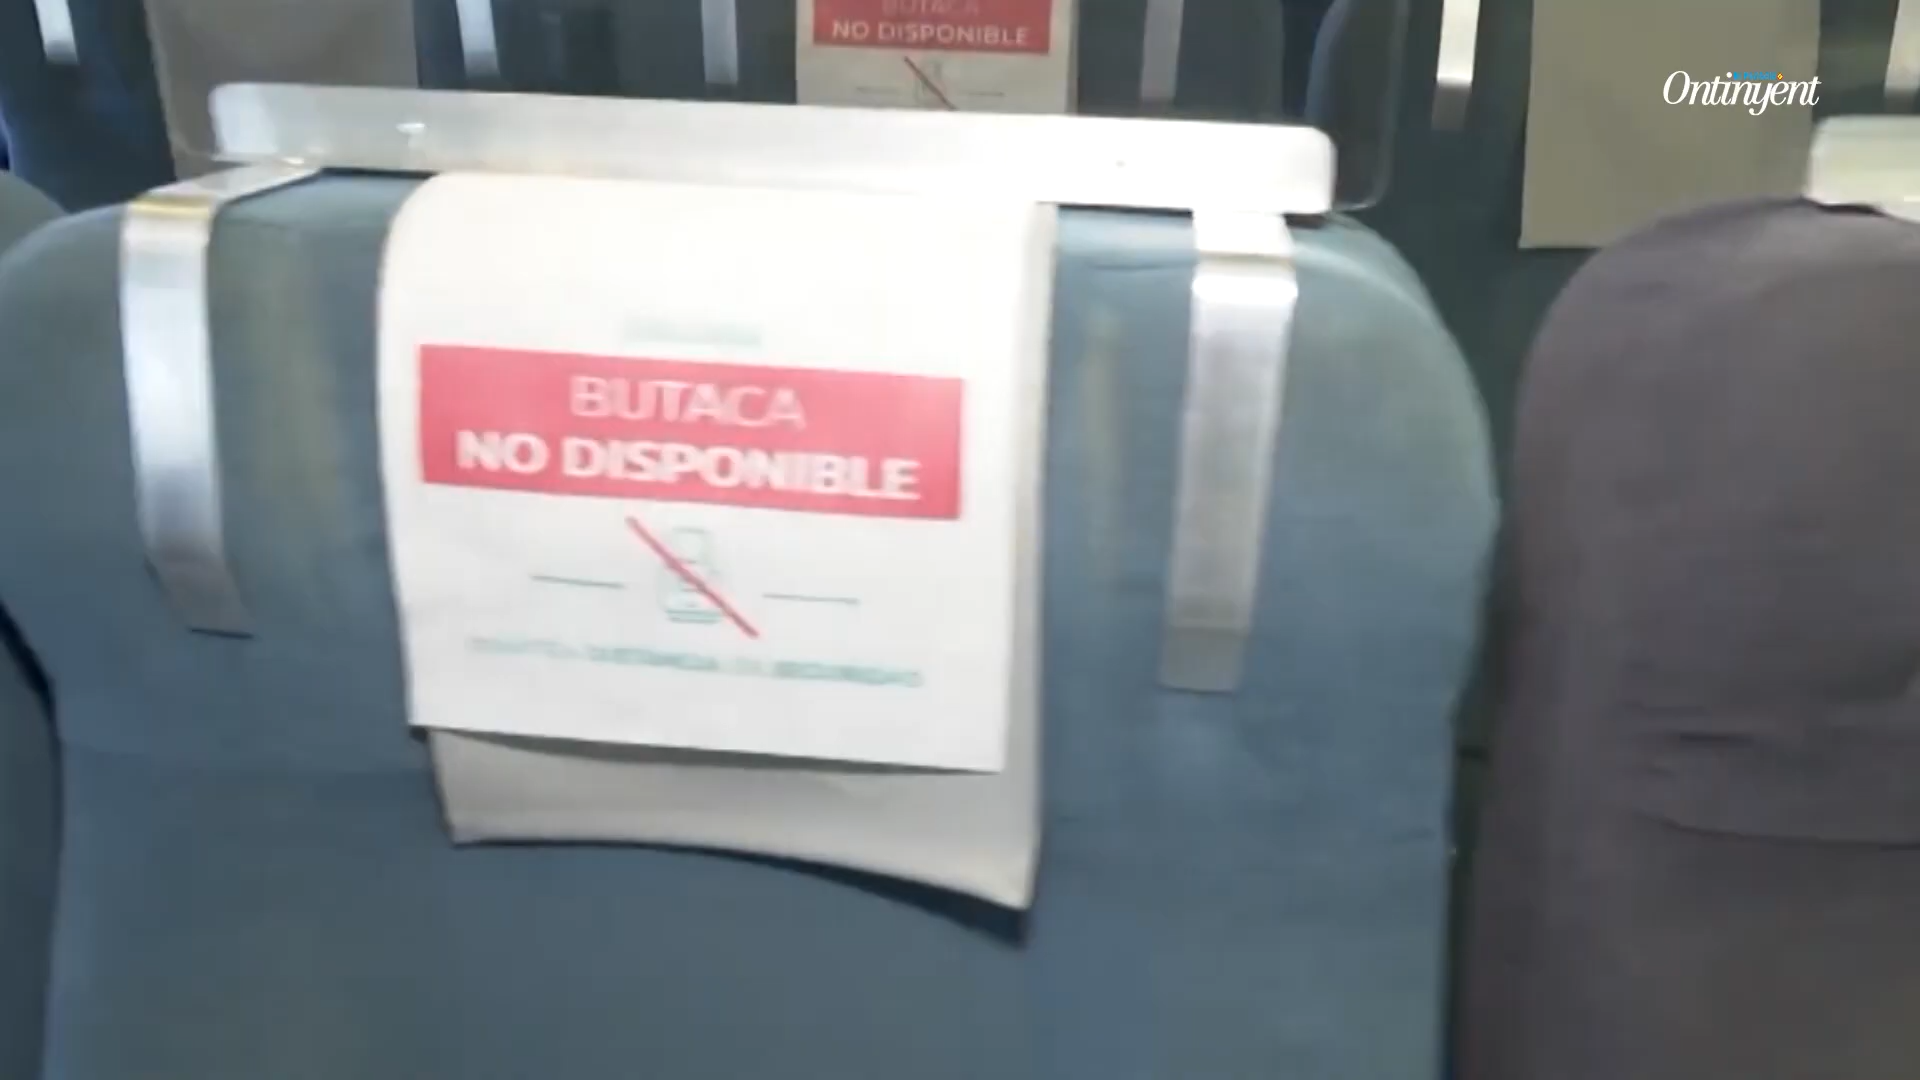 BUTACA
NO DISPONIBLE
Ontinyent
BUTACA
NO DISPONIBLE